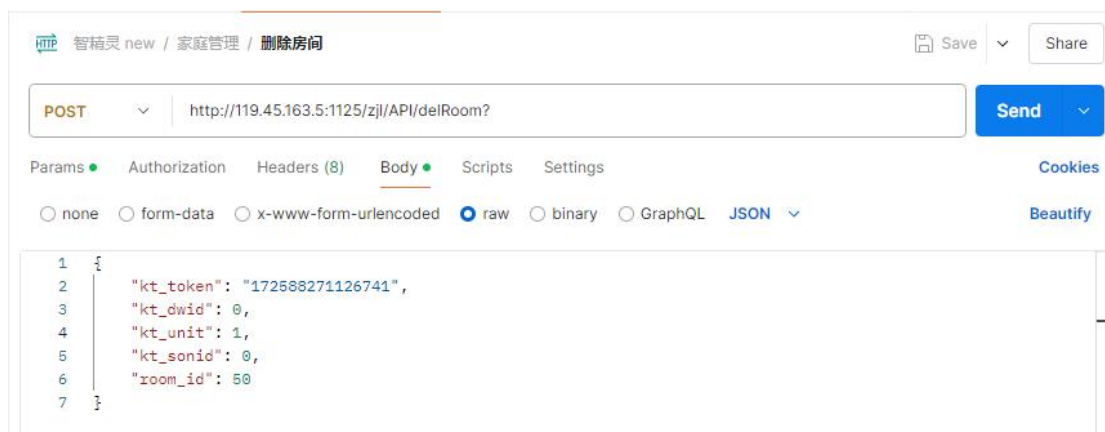 HTTP 智精灵 new / 家庭管理 / 删除房间 Save Share
POST http://119.45.163.5:1125/zjl/API/delRoom? Send
Params Authorization Headers (8) Body Scripts Settings Cookies
none form-data x-www-form-urlencoded raw binary GraphQL JSON Beautify
1 {
2 "kt_token": "172588271126741",
3 "kt_dwid": 0,
4 "kt_unit": 1,
5 "kt_sonid": 0,
6 "room_id": 50
7 }